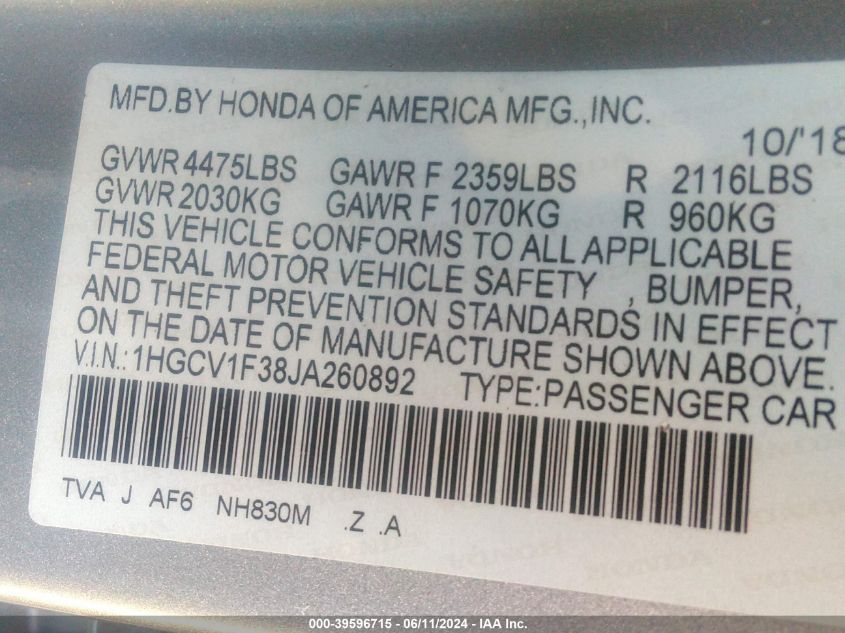 MFD.BY HONDA OF AMERICA MFG.,INC.
10/'18
GVWR 4475LBS GAWR F 2359LBS R 2116LBS
GVWR 2030KG GAWR F 1070KG R 960KG
THIS VEHICLE CONFORMS TO ALL APPLICABLE
FEDERAL MOTOR VEHICLE SAFETY , BUMPER,
AND THEFT PREVENTION STANDARDS IN EFFECT
ON THE DATE OF MANUFACTURE SHOWN ABOVE.
V.I.N.:1HGCV1F38JA260892 TYPE:PASSENGER CAR
TVA J AF6 NH830M .Z .A
000-39596715 - 06/11/2024 - IAA Inc.